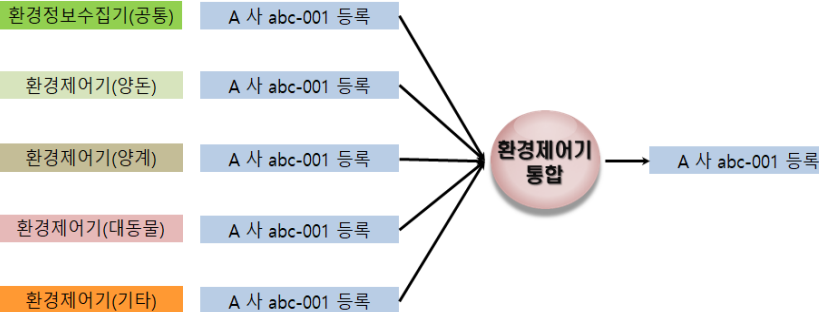 환경정보수집기(공통)
A 사 abc-001 등록
환경제어기(양돈)
A 사 abc-001 등록
환경제어기(양계)
A 사 abc-001 등록
환경제어기(대동물)
A 사 abc-001 등록
환경제어기(기타)
A 사 abc-001 등록
환경제어기
통합
A 사 abc-001 등록